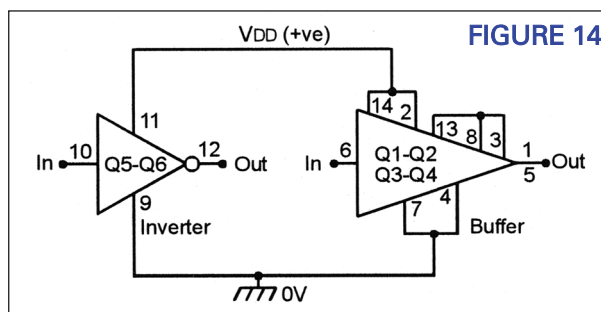 FIGURE 14
VDD (+ve)
11
14
2
13
8
3
10
In
Q5-Q6
12
Out
In
6
Q1-Q2
Q3-Q4
1
Out
5
9
7
4
Inverter
Buffer
0V